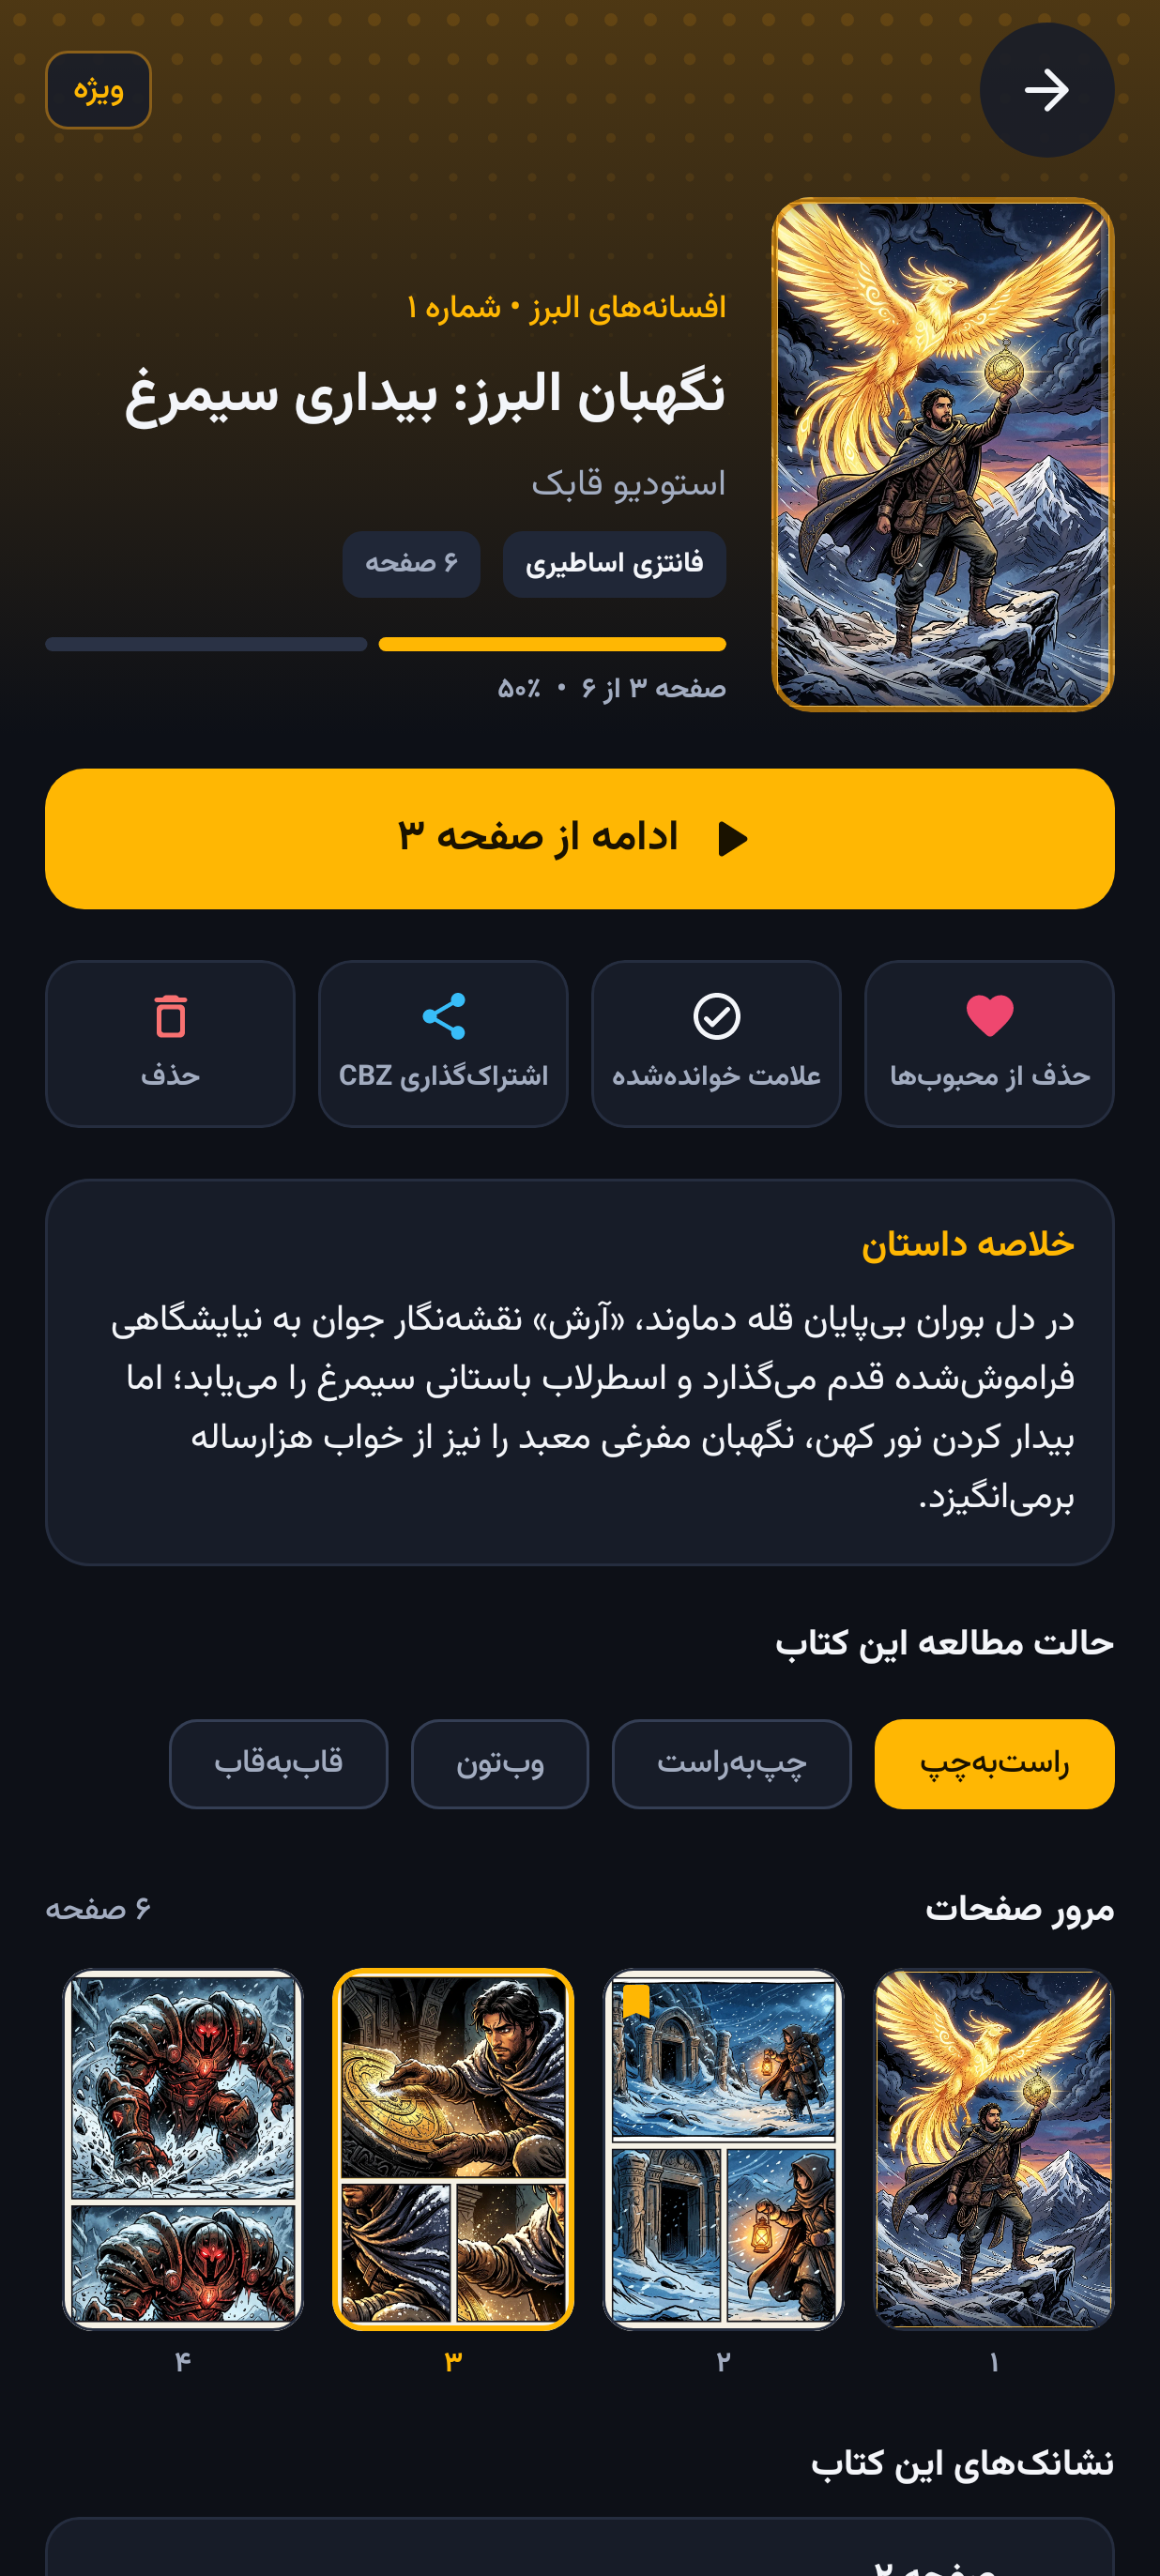 ویژه
افسانه‌های البرز • شماره ۱
نگهبان البرز: بیداری سیمرغ
استودیو قابک
فانتزی اساطیری
۶ صفحه
صفحه ۳ از ۶ • ۵۰٪
ادامه از صفحه ۳
حذف از محبوب‌ها
علامت خوانده‌شده
اشتراک‌گذاری CBZ
حذف
خلاصه داستان
در دل بوران بی‌پایان قله دماوند، «آرش» نقشه‌نگار جوان به نیایشگاهی
فراموش‌شده قدم می‌گذارد و اسطرلاب باستانی سیمرغ را می‌یابد؛ اما
بیدار کردن نور کهن، نگهبان مفرغی معبد را نیز از خواب هزارساله
برمی‌انگیزد.
حالت مطالعه این کتاب
راست‌به‌چپ
چپ‌به‌راست
وب‌تون
قاب‌به‌قاب
مرور صفحات
۶ صفحه
۱
۲
۳
۴
نشانک‌های این کتاب
صفحه ۲